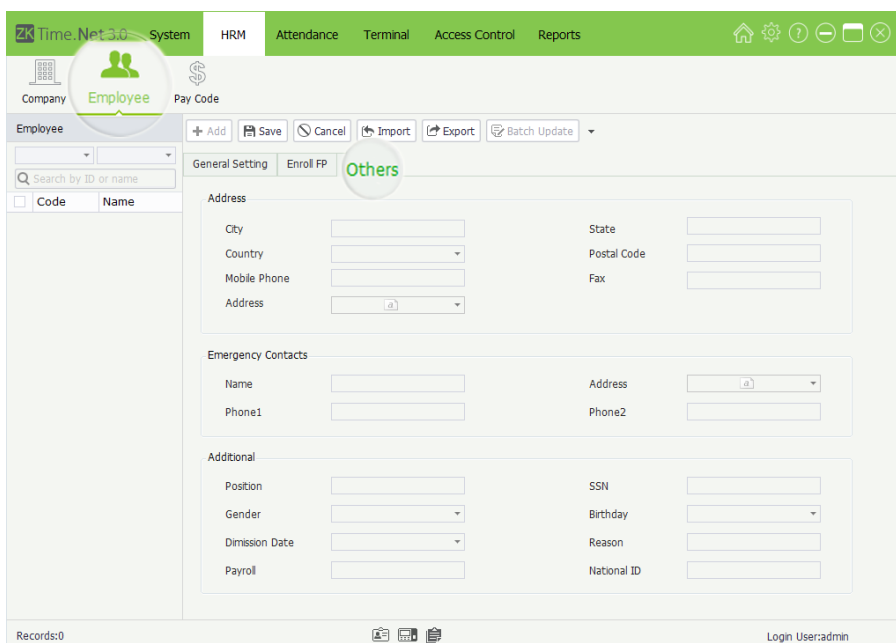 ZK Time.Net 3.0 System HRM Attendance Terminal Access Control Reports
Company Employee Pay Code
Employee
Add Save Cancel Import Export Batch Update
General Setting Enroll FP Others
Search by ID or name
Code Name
Address
City State
Country Postal Code
Mobile Phone Fax
Address a
Emergency Contacts
Name Address a
Phone1 Phone2
Additional
Position SSN
Gender Birthday
Dimission Date Reason
Payroll National ID
Records:0 Login User:admin